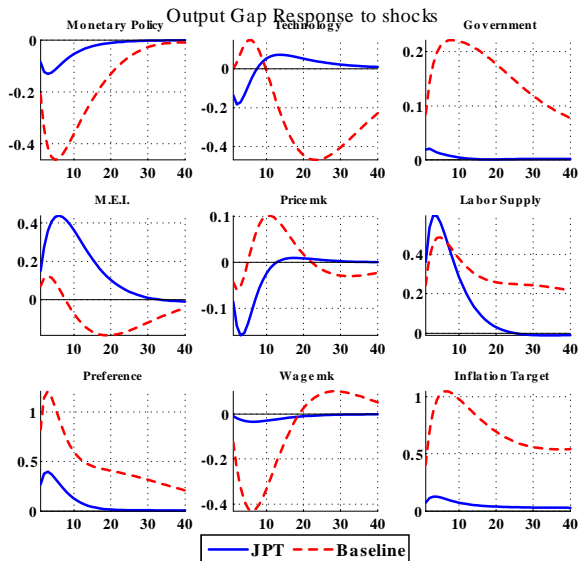 Output Gap Response to shocks
Monetary Policy
Technology
Government
0
-0.2
-0.4
10 20 30 40
0
-0.2
-0.4
10 20 30 40
0.2
0.1
0
10 20 30 40
M.E.I.
Price mk
Labor Supply
0.4
0.2
0
10 20 30 40
0.1
0
-0.1
10 20 30 40
0.4
0.2
0
10 20 30 40
Preference
Wage mk
Inflation Target
1
0.5
0
10 20 30 40
0
-0.2
-0.4
10 20 30 40
1
0.5
0
10 20 30 40
JPT Baseline